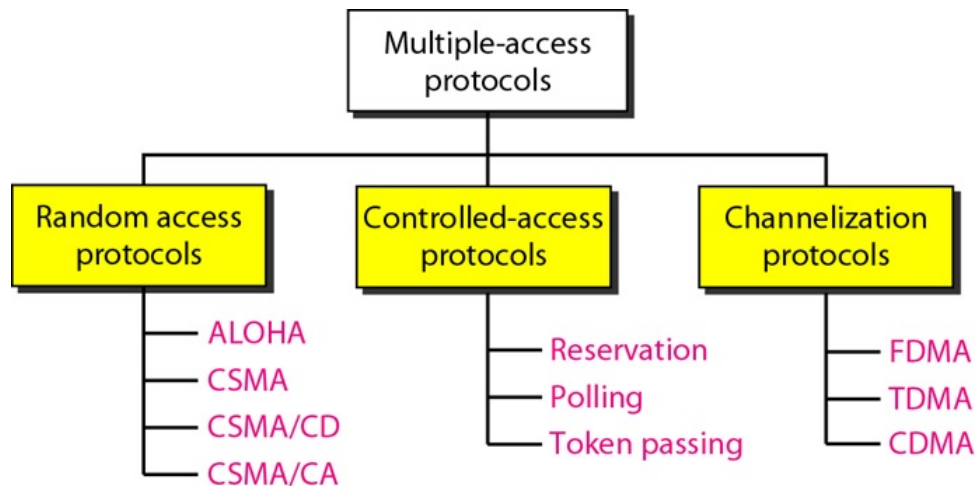 Multiple-access
protocols
Random access
protocols
Controlled-access
protocols
Channelization
protocols
ALOHA
CSMA
CSMA/CD
CSMA/CA
Reservation
Polling
Token passing
FDMA
TDMA
CDMA